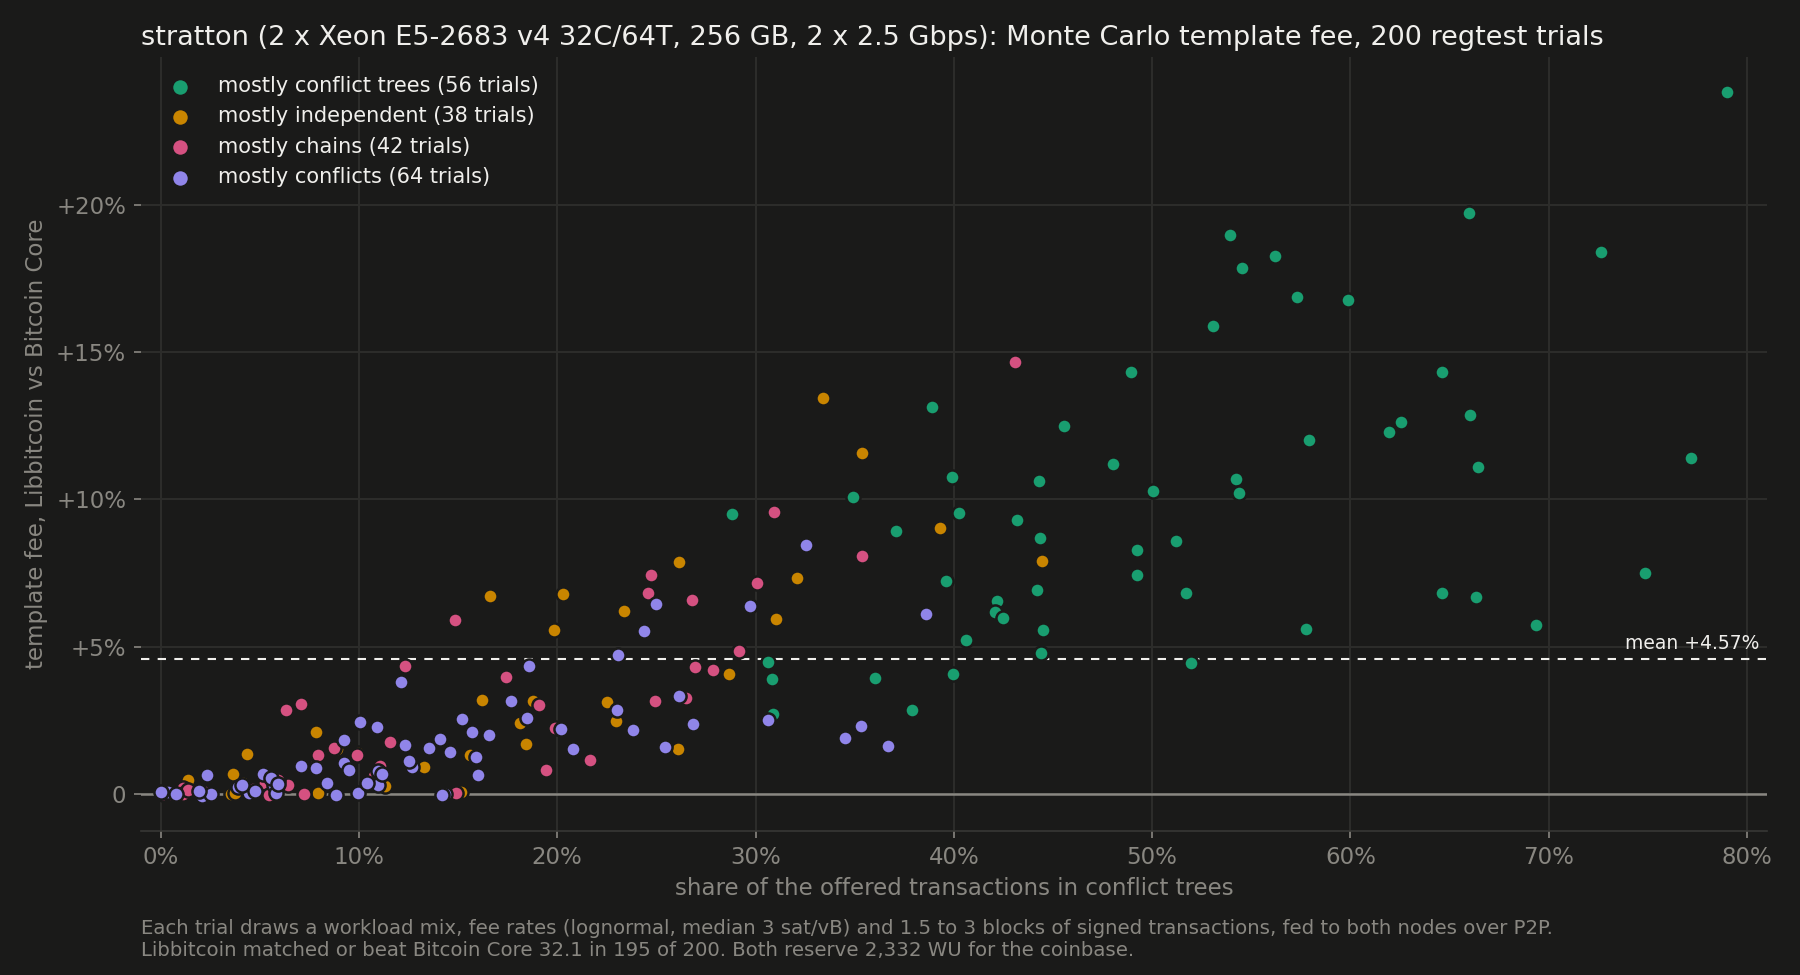 stratton (2 x Xeon E5-2683 v4 32C/64T, 256 GB, 2 x 2.5 Gbps): Monte Carlo template fee, 200 regtest trials
mostly conflict trees (56 trials)
mostly independent (38 trials)
mostly chains (42 trials)
mostly conflicts (64 trials)
template fee, Libbitcoin vs Bitcoin Core
+20%
+15%
+10%
+5%
0
mean +4.57%
0%
10%
20%
30%
40%
50%
60%
70%
80%
share of the offered transactions in conflict trees
Each trial draws a workload mix, fee rates (lognormal, median 3 sat/vB) and 1.5 to 3 blocks of signed transactions, fed to both nodes over P2P.
Libbitcoin matched or beat Bitcoin Core 32.1 in 195 of 200. Both reserve 2,332 WU for the coinbase.